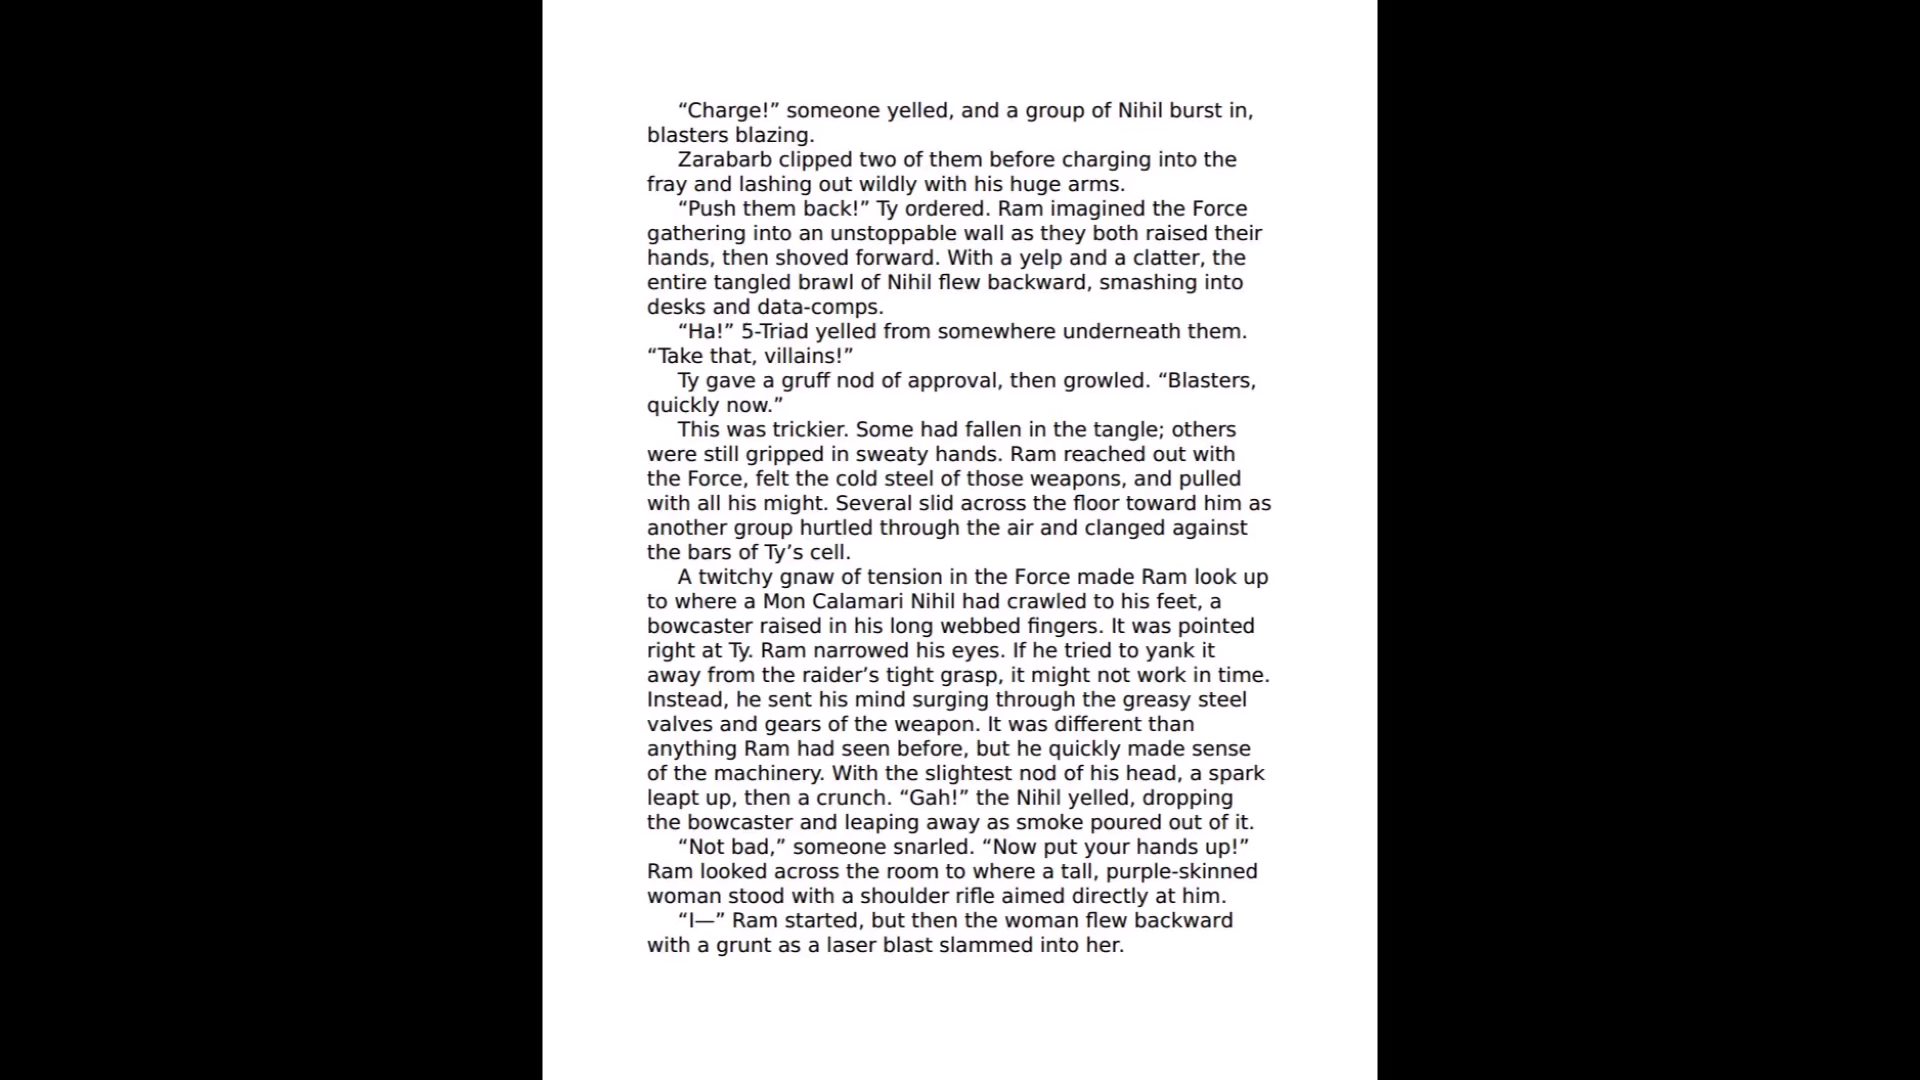 “Charge!” someone yelled, and a group of Nihil burst in,
blasters blazing.
Zarabarb clipped two of them before charging into the
fray and lashing out wildly with his huge arms.
“Push them back!” Ty ordered. Ram imagined the Force
gathering into an unstoppable wall as they both raised their
hands, then shoved forward. With a yelp and a clatter, the
entire tangled brawl of Nihil flew backward, smashing into
desks and data-comps.
“Ha!” 5-Triad yelled from somewhere underneath them.
“Take that, villains!”
Ty gave a gruff nod of approval, then growled. “Blasters,
quickly now.”
This was trickier. Some had fallen in the tangle; others
were still gripped in sweaty hands. Ram reached out with
the Force, felt the cold steel of those weapons, and pulled
with all his might. Several slid across the floor toward him as
another group hurtled through the air and clanged against
the bars of Ty’s cell.
A twitchy gnaw of tension in the Force made Ram look up
to where a Mon Calamari Nihil had crawled to his feet, a
bowcaster raised in his long webbed fingers. It was pointed
right at Ty. Ram narrowed his eyes. If he tried to yank it
away from the raider’s tight grasp, it might not work in time.
Instead, he sent his mind surging through the greasy steel
valves and gears of the weapon. It was different than
anything Ram had seen before, but he quickly made sense
of the machinery. With the slightest nod of his head, a spark
leapt up, then a crunch. “Gah!” the Nihil yelled, dropping
the bowcaster and leaping away as smoke poured out of it.
“Not bad,” someone snarled. “Now put your hands up!”
Ram looked across the room to where a tall, purple-skinned
woman stood with a shoulder rifle aimed directly at him.
“I—” Ram started, but then the woman flew backward
with a grunt as a laser blast slammed into her.